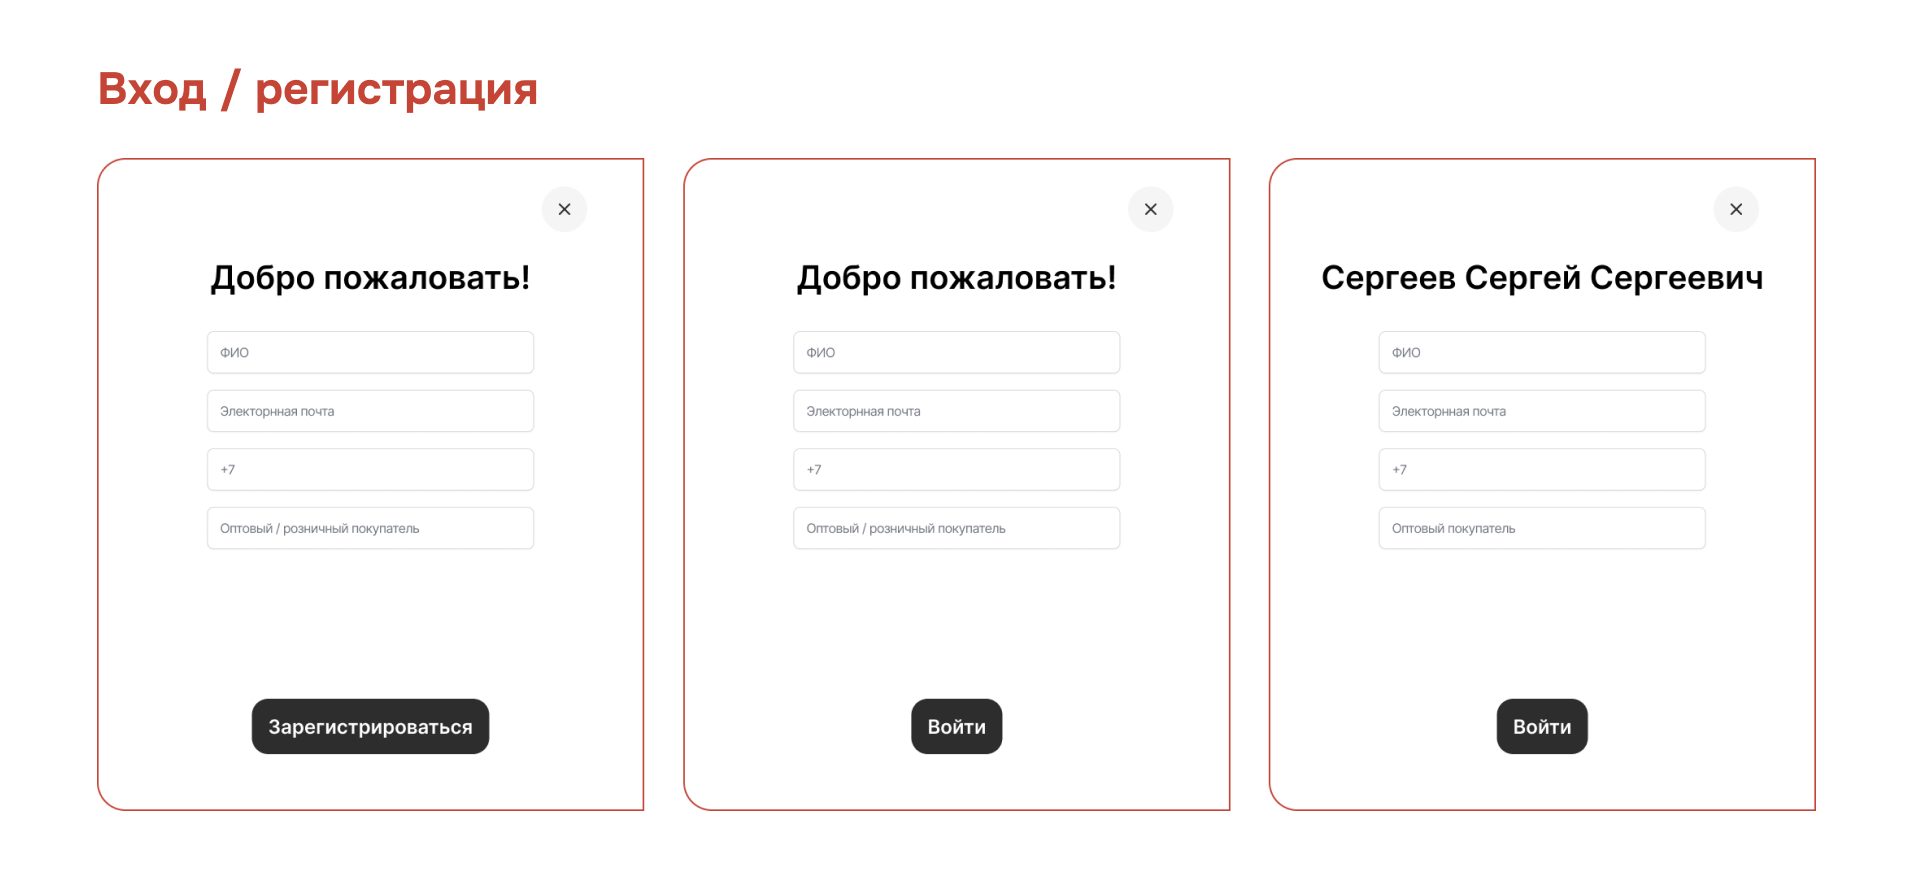 Вход / регистрация
Добро пожаловать!
ФИО
Электорнная почта
+7
Оптовый / розничный покупатель
Зарегистрироваться
Добро пожаловать!
ФИО
Электорнная почта
+7
Оптовый / розничный покупатель
Войти
Сергеев Сергей Сергеевич
ФИО
Электорнная почта
+7
Оптовый покупатель
Войти